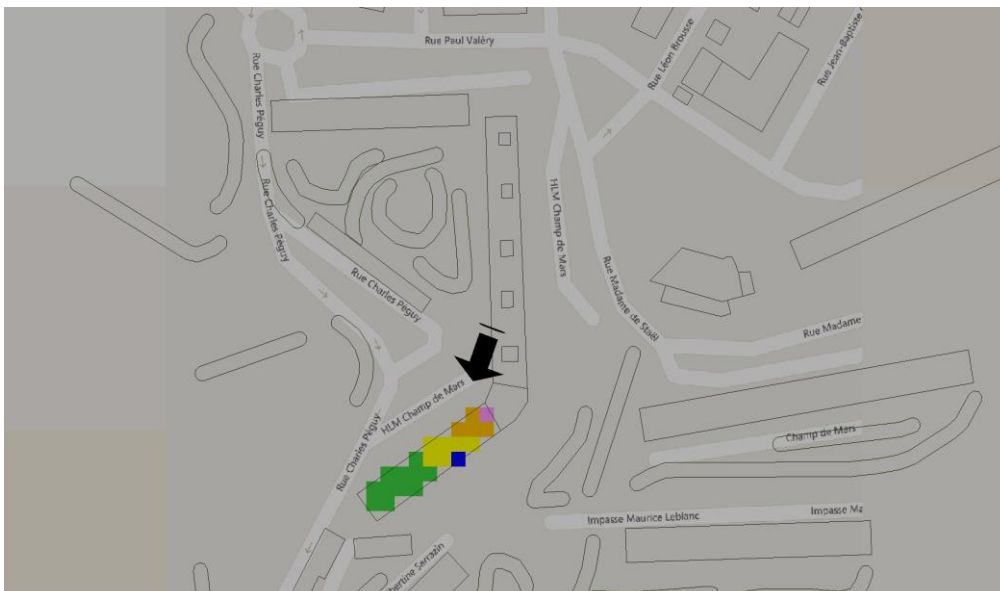 Rue Paul Valéry
Rue Léon Brousse
Rue Jean-Baptiste
Rue Charles Péguy
Rue Charles Péguy
Rue Charles Péguy
HLM Champ de Mars
Rue Madame de Staël
Rue Madame
HLM Champ de Mars
Rue Charles Péguy
Champ de Mars
Impasse Maurice Leblanc
Impasse Ma
bertine Sarrazin